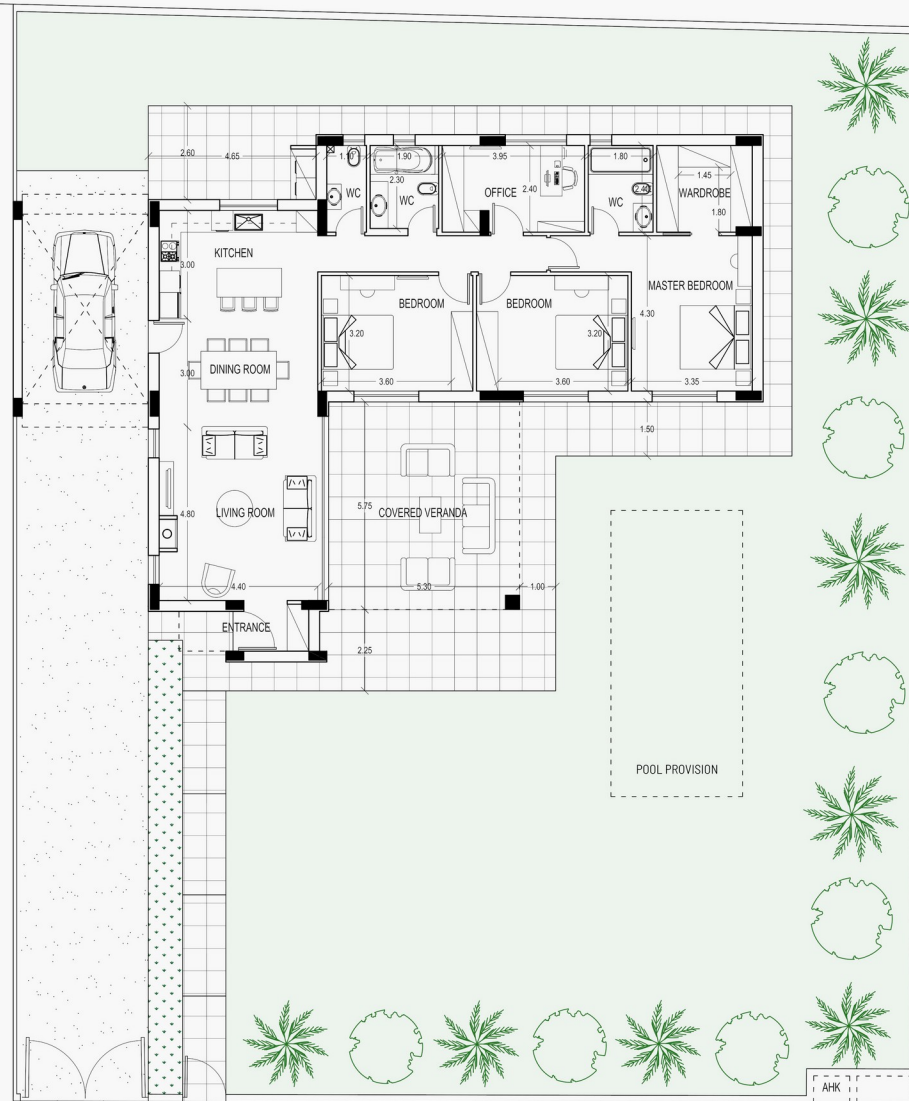 2.60
4.65
1.10
1.90
3.95
1.80
2.30
WC
WC
OFFICE
2.40
WC
2.40
1.45
WARDROBE
1.80
KITCHEN
3.00
BEDROOM
BEDROOM
MASTER BEDROOM
4.30
3.20
3.20
3.00
DINING ROOM
3.60
3.60
3.35
1.50
4.80
LIVING ROOM
5.75
COVERED VERANDA
4.40
5.30
1.00
ENTRANCE
2.25
POOL PROVISION
AHK